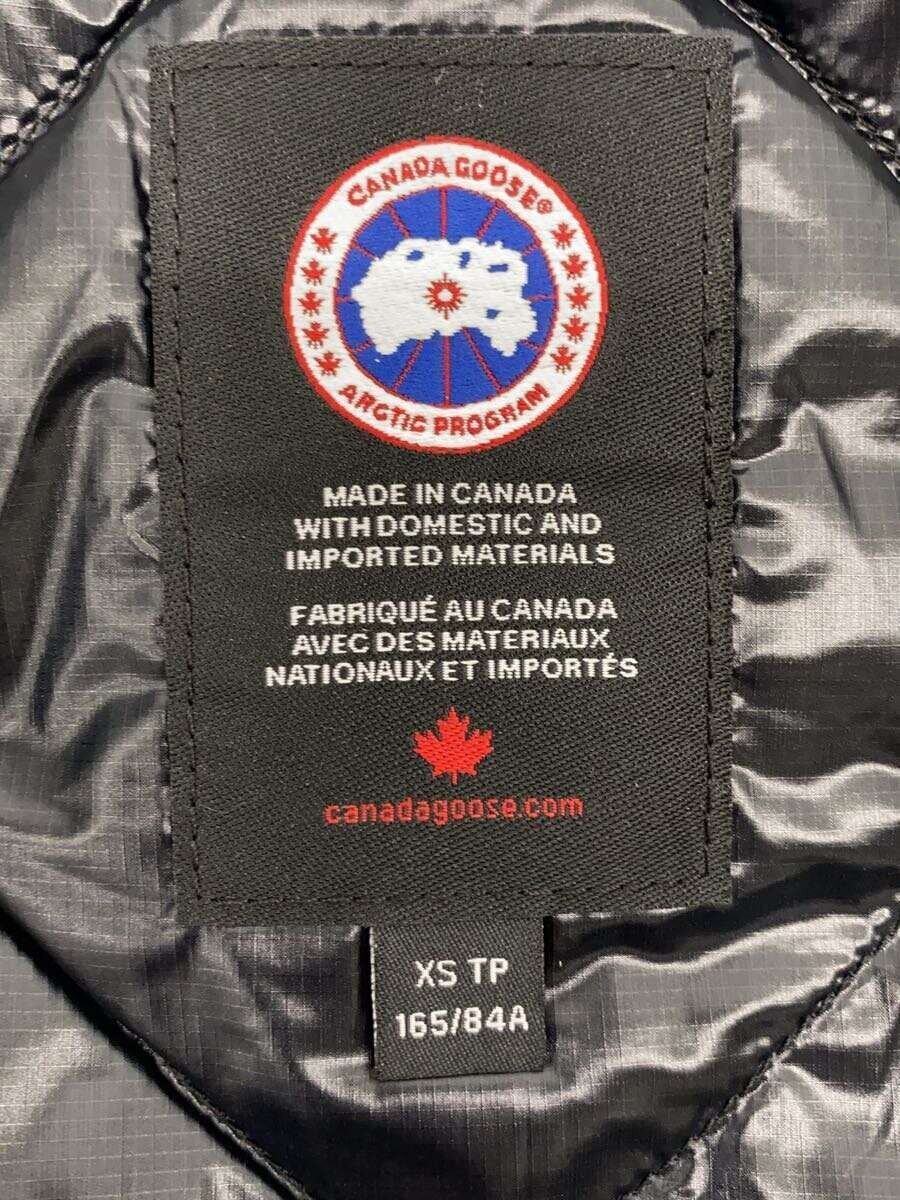 CANADA GOOSE®
ARCTIC PROGRAM
MADE IN CANADA
WITH DOMESTIC AND
IMPORTED MATERIALS
FABRIQUÉ AU CANADA
AVEC DES MATERIAUX
NATIONAUX ET IMPORTÉS
canadagoose.com
XS TP
165/84A